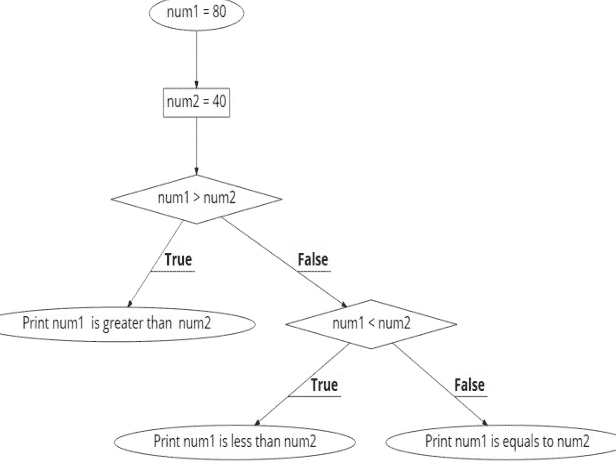 num1 = 80
num2 = 40
num1 > num2
True
False
Print num1 is greater than num2
num1 < num2
True
False
Print num1 is less than num2
Print num1 is equals to num2